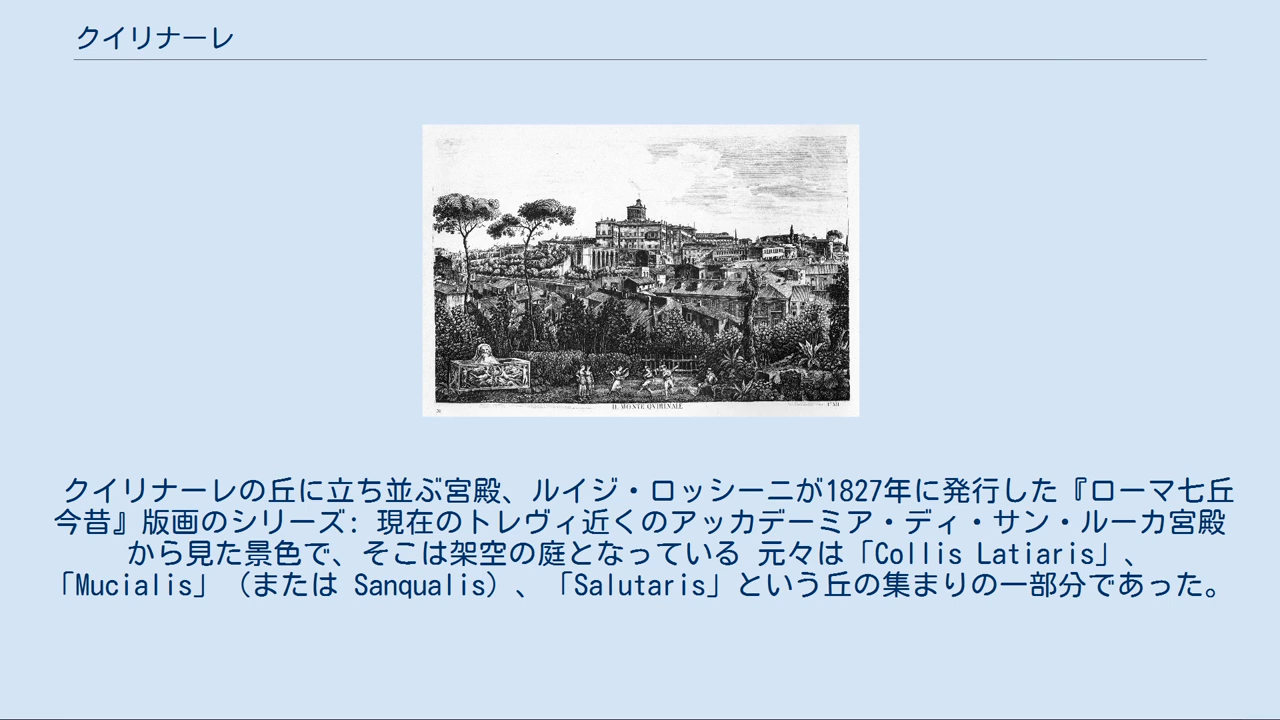 クイリナーレ
IL MONTE QVIRINALE
クイリナーレの丘に立ち並ぶ宮殿、ルイジ・ロッシーニが1827年に発行した『ローマ七丘
今昔』版画のシリーズ: 現在のトレヴィ近くのアッカデーミア・ディ・サン・ルーカ宮殿
から見た景色で、そこは架空の庭となっている 元々は「Collis Latiaris」、
「Mucialis」（または Sanqualis）、「Salutaris」という丘の集まりの一部分であった。